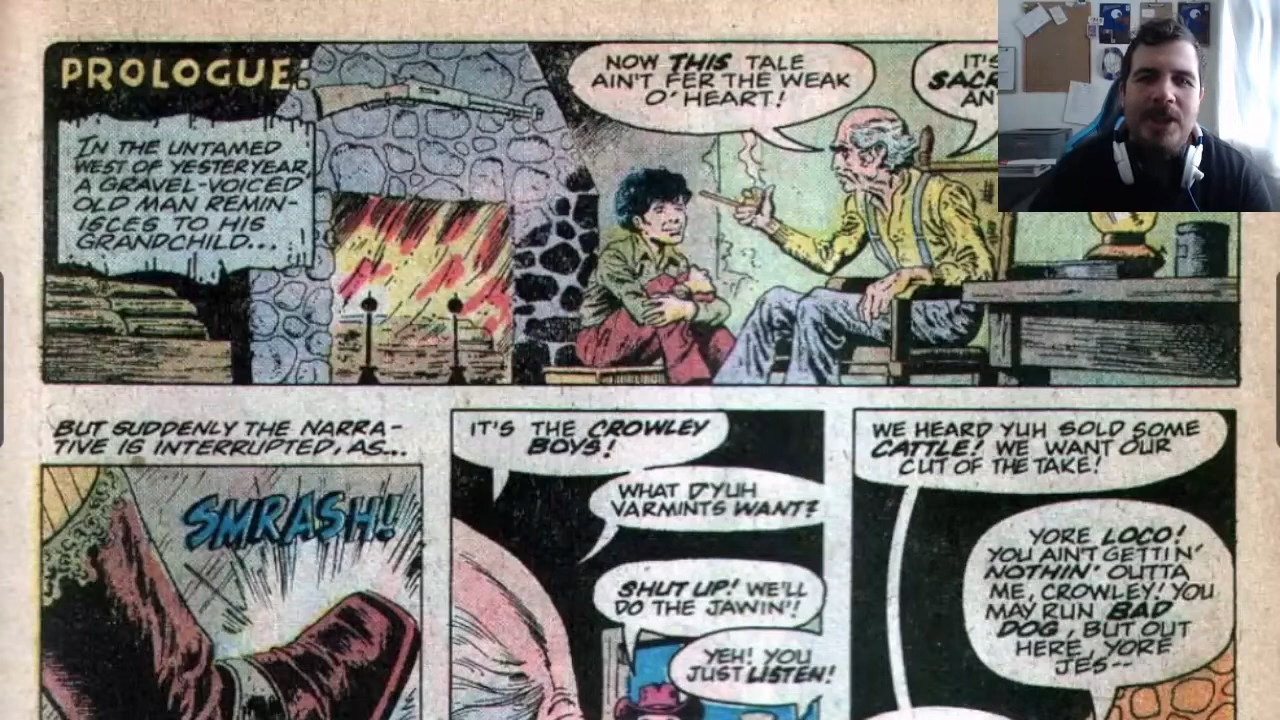 PROLOGUE:
IN THE UNTAMED
WEST OF YESTERYEAR,
A GRAVEL-VOICED
OLD MAN REMIN-
ISCES TO HIS
GRANDCHILD...
NOW THIS TALE
AIN'T FER THE WEAK
O' HEART!
IT'S
AN
BUT SUDDENLY THE NARRA-
TIVE IS INTERRUPTED, AS...
SMRASH!
IT'S THE CROWLEY
BOYS!
WHAT D'YUH
VARMINTS WANT?
SHUT UP! WE'LL
DO THE JAWIN'!
YEH! YOU
JUST LISTEN!
WE HEARD YUH SOLD SOME
CATTLE! WE WANT OUR
CUT OF THE TAKE!
YORE LOCO!
YOU AIN'T GETTIN'
NOTHIN' OUTTA
ME, CROWLEY! YOU
MAY RUN BAD
DOG, BUT OUT
HERE, YORE
JES--